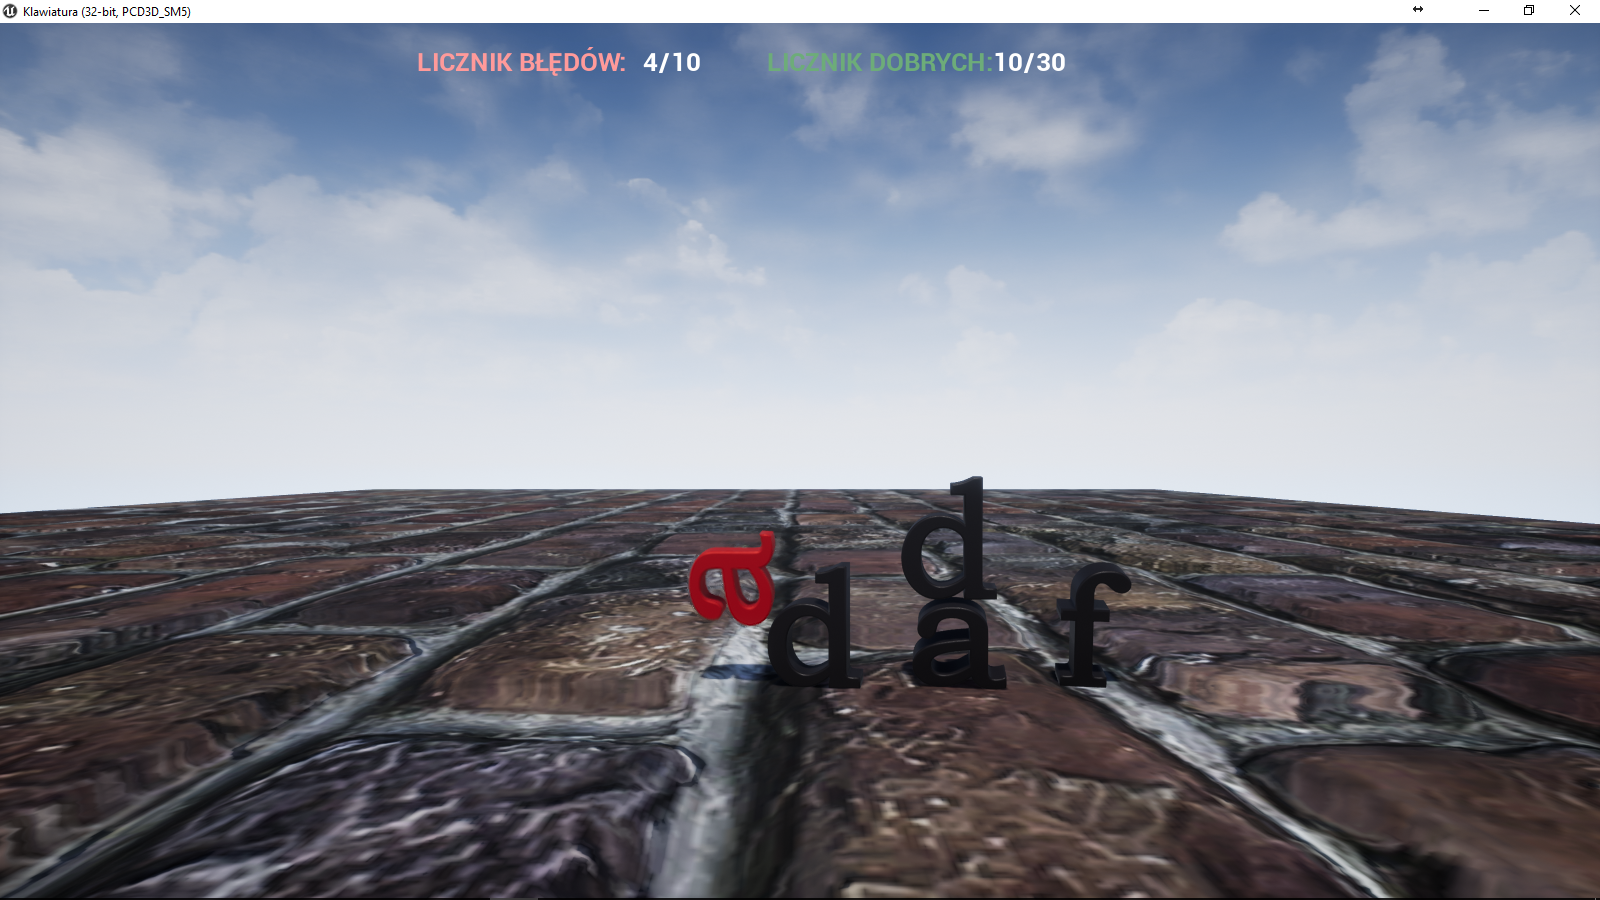 Klawiatura (32-bit, PCD3D_SM5)
LICZNIK BŁĘDÓW: 4/10 LICZNIK DOBRYCH:10/30
d
a d a f